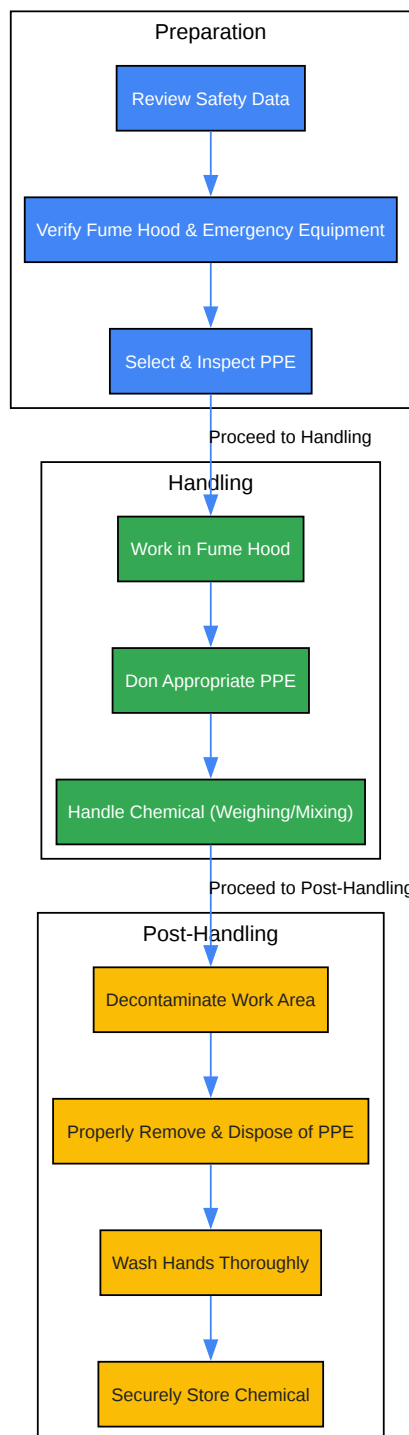 Preparation
Review Safety Data
Verify Fume Hood & Emergency Equipment
Select & Inspect PPE
Proceed to Handling
Handling
Work in Fume Hood
Don Appropriate PPE
Handle Chemical (Weighing/Mixing)
Proceed to Post-Handling
Post-Handling
Decontaminate Work Area
Properly Remove & Dispose of PPE
Wash Hands Thoroughly
Securely Store Chemical